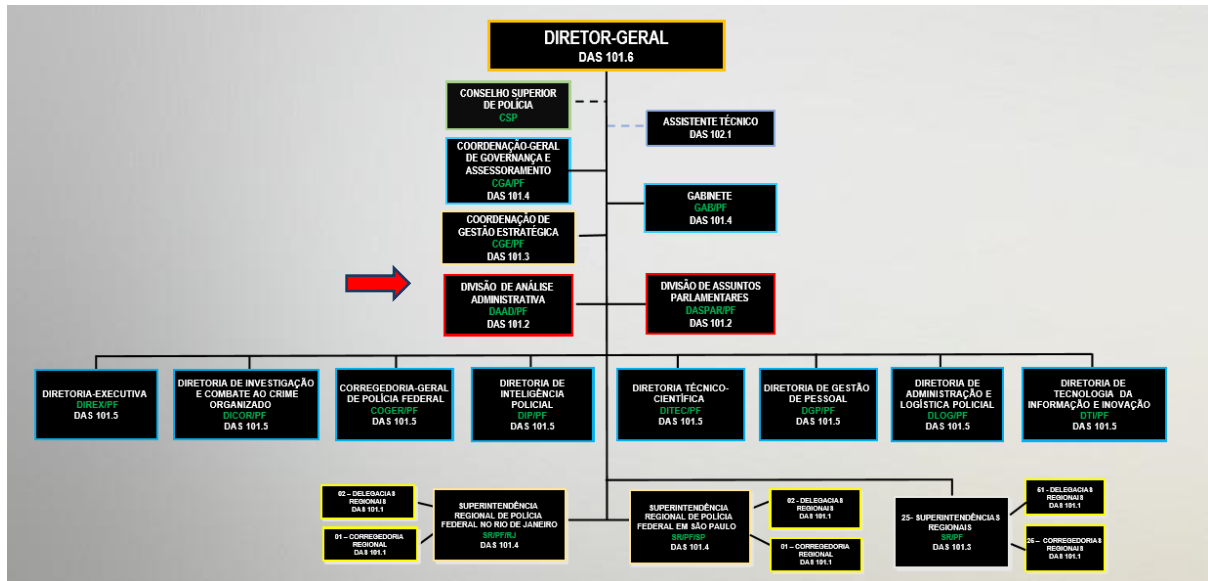 DIRETOR-GERAL
DAS 101.6
CONSELHO SUPERIOR
DE POLÍCIA
CSP
ASSISTENTE TÉCNICO
DAS 102.1
COORDENAÇÃO-GERAL
DE GOVERNANÇA E
ASSESSORAMENTO
CGA/PF
DAS 101.4
GABINETE
GAB/PF
DAS 101.4
COORDENAÇÃO DE
GESTÃO ESTRATÉGICA
CGE/PF
DAS 101.3
DIVISÃO DE ANÁLISE
ADMINISTRATIVA
DAAD/PF
DAS 101.2
DIVISÃO DE ASSUNTOS
PARLAMENTARES
DASPAR/PF
DAS 101.2
DIRETORIA-EXECUTIVA
DIREX/PF
DAS 101.5
DIRETORIA DE INVESTIGAÇÃO
E COMBATE AO CRIME
ORGANIZADO
DICOR/PF
DAS 101.5
CORREGEDORIA-GERAL
DE POLÍCIA FEDERAL
COGER/PF
DAS 101.5
DIRETORIA DE
INTELIGÊNCIA
POLICIAL
DIP/PF
DAS 101.5
DIRETORIA TÉCNICO-
CIENTÍFICA
DITEC/PF
DAS 101.5
DIRETORIA DE GESTÃO
DE PESSOAL
DGP/PF
DAS 101.5
DIRETORIA DE
ADMINISTRAÇÃO E
LOGÍSTICA POLICIAL
DLOG/PF
DAS 101.5
DIRETORIA DE
TECNOLOGIA DA
INFORMAÇÃO E INOVAÇÃO
DTI/PF
DAS 101.5
02 – DELEGACIAS
REGIONAIS
DAS 101.1
01 – CORREGEDORIA
REGIONAL
DAS 101.1
SUPERINTENDÊNCIA
REGIONAL DE POLÍCIA
FEDERAL NO RIO DE JANEIRO
SR/PF/RJ
DAS 101.4
SUPERINTENDÊNCIA
REGIONAL DE POLÍCIA
FEDERAL EM SÃO PAULO
SR/PF/SP
DAS 101.4
02 - DELEGACIAS
REGIONAIS
DAS 101.1
01 – CORREGEDORIA
REGIONAL
DAS 101.1
25- SUPERINTENDÊNCIAS
REGIONAIS
SR/PF
DAS 101.3
51 - DELEGACIAS
REGIONAIS
DAS 101.1
25 – CORREGEDORIAS
REGIONAIS
DAS 101.1